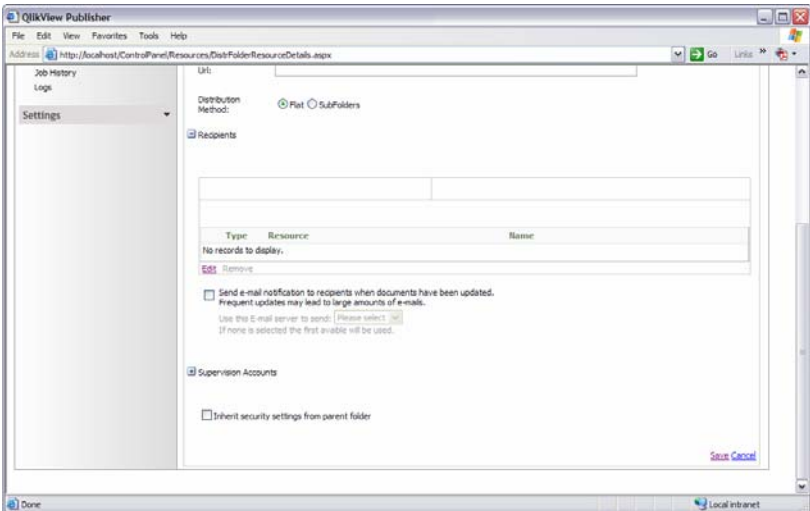 QlikView Publisher
File Edit View Favorites Tools Help
Address http://localhost/ControlPanel/Resources/DistrFolderResourceDetails.aspx Go Links »
Job History
Logs
Settings
Url:
Distribution
Method:
Flat SubFolders
Recipients
Type Resource Name
No records to display.
Edit Remove
Send e-mail notification to recipients when documents have been updated.
Frequent updates may lead to large amounts of e-mails.
Use this E-mail server to send: Please select
If none is selected the first avaible will be used.
Supervision Accounts
Inherit security settings from parent folder
Save Cancel
Done
Local intranet